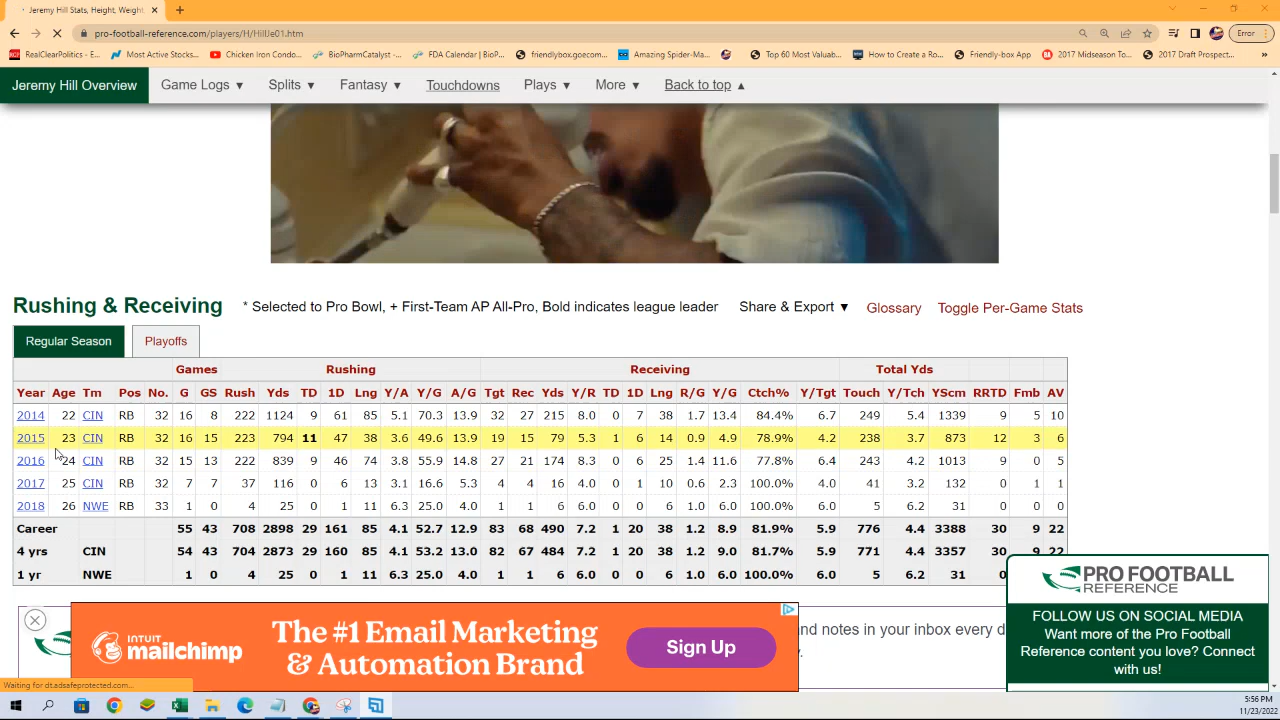 Jeremy Hill Stats, Height, Weight
pro-football-reference.com/players/H/HillJe01.htm
Error
RealClearPolitics - E... Most Active Stocks... Chicken Iron Condo... BioPharmCatalyst -... FDA Calendar | BioP... friendlybox.goecom... Amazing Spider-Ma... Top 60 Most Valuab... How to Create a Ro... Friendly-box App 2017 Midseason To... 2017 Draft Prospect... »
Jeremy Hill Overview Game Logs ▼ Splits ▼ Fantasy ▼ Touchdowns Plays ▼ More ▼ Back to top ▲
Rushing & Receiving * Selected to Pro Bowl, + First-Team AP All-Pro, Bold indicates league leader Share & Export ▼ Glossary Toggle Per-Game Stats
Regular Season Playoffs
Games Rushing Receiving Total Yds
Year Age Tm Pos No. G GS Rush Yds TD 1D Lng Y/A Y/G A/G Tgt Rec Yds Y/R TD 1D Lng R/G Y/G Ctch% Y/Tgt Touch Y/Tch YScm RRTD Fmb AV
2014 22 CIN RB 32 16 8 222 1124 9 61 85 5.1 70.3 13.9 32 27 215 8.0 0 7 38 1.7 13.4 84.4% 6.7 249 5.4 1339 9 5 10
2015 23 CIN RB 32 16 15 223 794 11 47 38 3.6 49.6 13.9 19 15 79 5.3 1 6 14 0.9 4.9 78.9% 4.2 238 3.7 873 12 3 6
2016 24 CIN RB 32 15 13 222 839 9 46 74 3.8 55.9 14.8 27 21 174 8.3 0 6 25 1.4 11.6 77.8% 6.4 243 4.2 1013 9 0 5
2017 25 CIN RB 32 7 7 37 116 0 6 13 3.1 16.6 5.3 4 4 16 4.0 0 1 10 0.6 2.3 100.0% 4.0 41 3.2 132 0 1 1
2018 26 NWE RB 33 1 0 4 25 0 1 11 6.3 25.0 4.0 1 1 6 6.0 0 0 6 1.0 6.0 100.0% 6.0 5 6.2 31 0 0 0
Career 55 43 708 2898 29 161 85 4.1 52.7 12.9 83 68 490 7.2 1 20 38 1.2 8.9 81.9% 5.9 776 4.4 3388 30 9 22
4 yrs CIN 54 43 704 2873 29 160 85 4.1 53.2 13.0 82 67 484 7.2 1 20 38 1.2 9.0 81.7% 5.9 771 4.4 3357 30 9 22
1 yr NWE 1 0 4 25 0 1 11 6.3 25.0 4.0 1 1 6 6.0 0 0 6 1.0 6.0 100.0% 6.0 5 6.2 31 0
PRO FOOTBALL
REFERENCE
FOLLOW US ON SOCIAL MEDIA
Want more of the Pro Football
Reference content you love? Connect
with us!
INTUIT
mailchimp
The #1 Email Marketing
& Automation Brand
Sign Up
and notes in your inbox every d
y.
Waiting for dt.adsafeprotected.com...
5:56 PM
11/23/2022